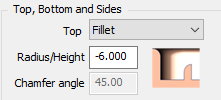 Top, Bottom and Sides
Top Fillet
Radius/Height -6.000
Chamfer angle 45.00